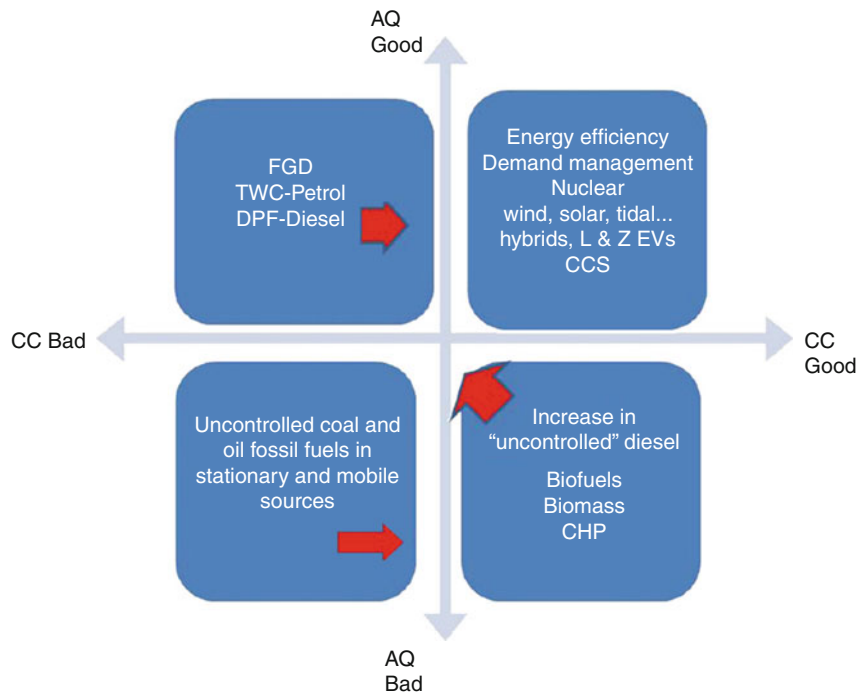 AQ
Good
FGD
TWC-Petrol
DPF-Diesel
Energy efficiency
Demand management
Nuclear
wind, solar, tidal...
hybrids, L & Z EVs
CCS
CC Bad
CC
Good
Uncontrolled coal and
oil fossil fuels in
stationary and mobile
sources
Increase in
“uncontrolled” diesel
Biofuels
Biomass
CHP
AQ
Bad